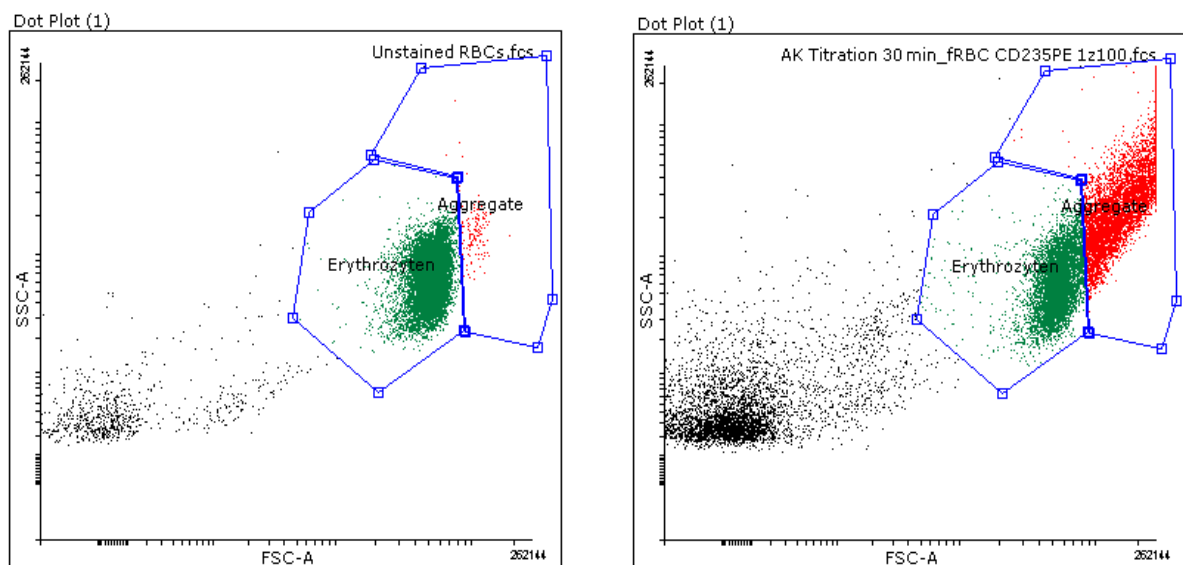 Dot Plot (1)
Unstained RBCs.fcs
262144
SSC-A
Aggregate
Erythrozyten
FSC-A
262144
Dot Plot (1)
AK Titration 30 min_fRBC CD235PE 1z100.fcs
262144
SSC-A
Aggregate
Erythrozyten
FSC-A
262144